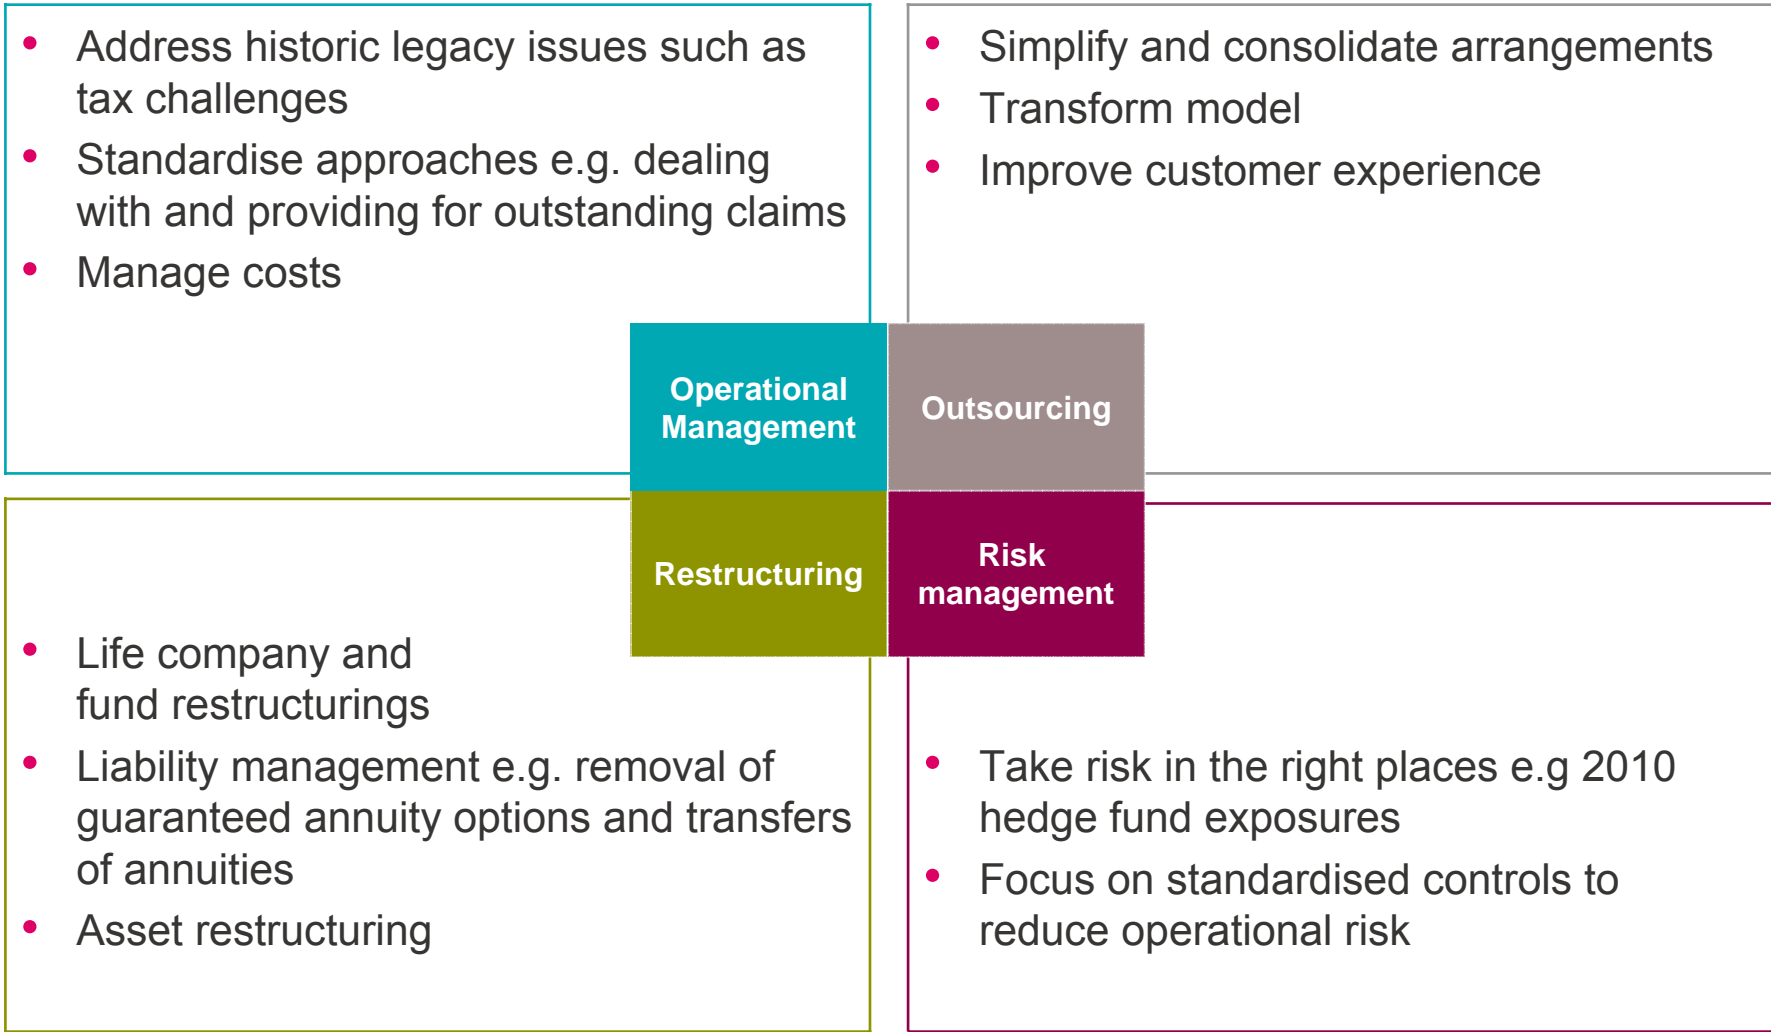 • Address historic legacy issues such as
tax challenges
• Standardise approaches e.g. dealing
with and providing for outstanding claims
• Manage costs
• Simplify and consolidate arrangements
• Transform model
• Improve customer experience
Operational
Management
Outsourcing
Restructuring
Risk
management
• Life company and
fund restructurings
• Liability management e.g. removal of
guaranteed annuity options and transfers
of annuities
• Asset restructuring
• Take risk in the right places e.g 2010
hedge fund exposures
• Focus on standardised controls to
reduce operational risk